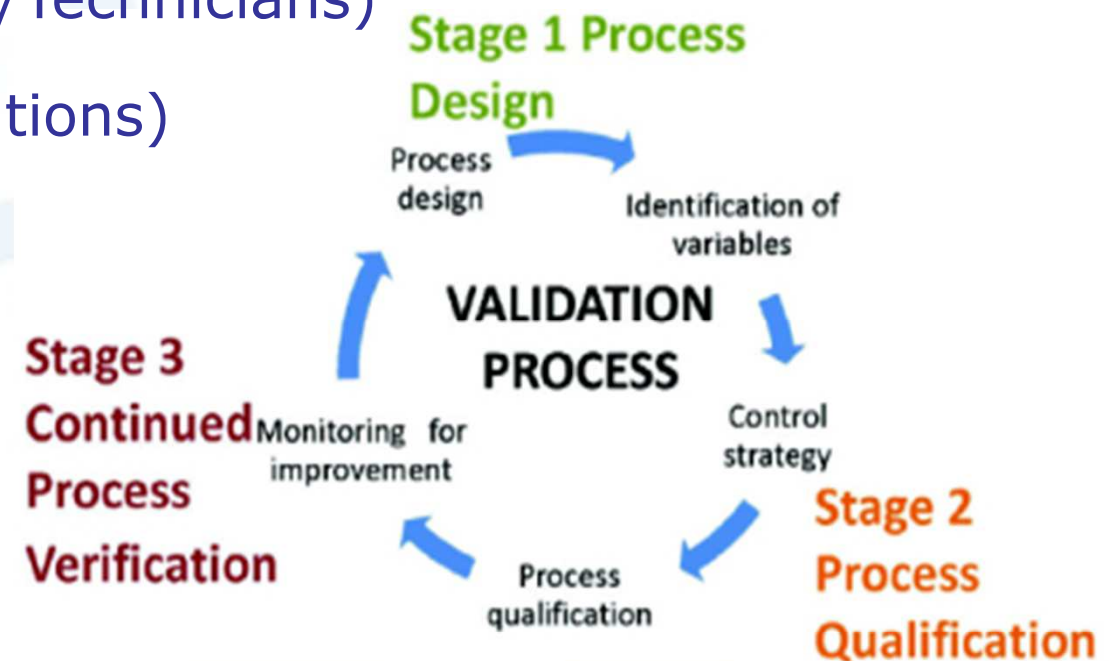 Technicians)
tions)
Stage 1 Process
Design
Process
design
Identification of
variables
VALIDATION
PROCESS
Control
strategy
Stage 2
Process
Qualification
Process
qualification
Monitoring for
improvement
Stage 3
Continued
Process
Verification